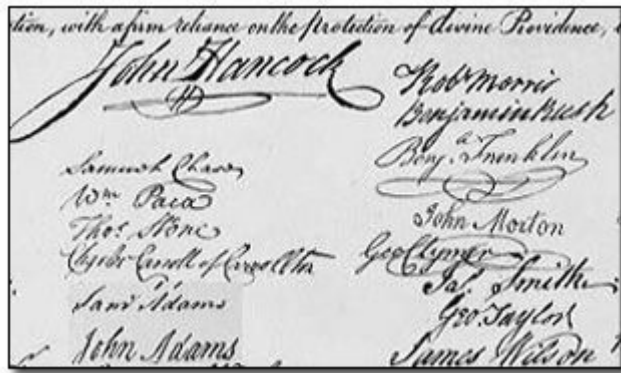 tion, with a firm reliance on the Protection of divine Providence,
John Hancock
Samuel Chase
Wm Paca
Thos Stone
Charles Carroll of Carrollton
Saml Adams
John Adams
Robt Morris
Benjamin Rush
Benja Franklin
John Morton
Geo Clymer
Jas. Smith
Geo. Taylor
James Wilson